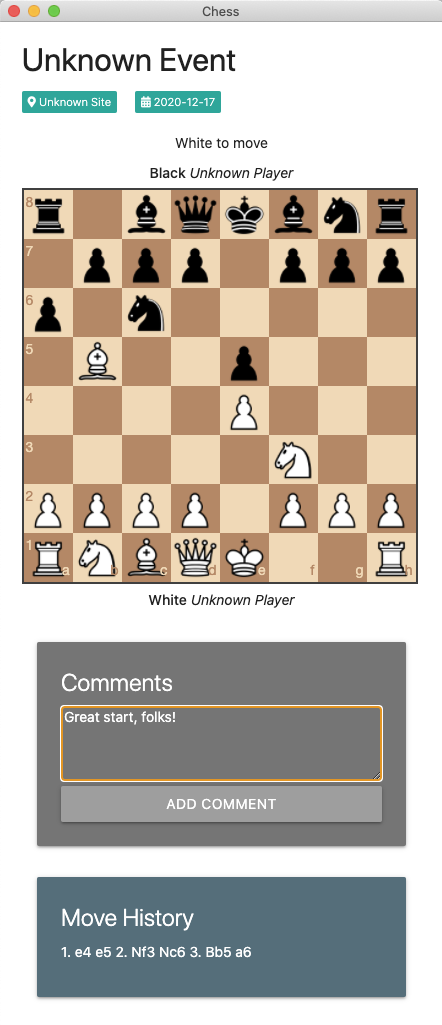 Chess
Unknown Event
Unknown Site 2020-12-17
White to move
Black Unknown Player
8
7
6
5
4
3
2
1 a b c d e f g h
White Unknown Player
Comments
Great start, folks!
ADD COMMENT
Move History
1. e4 e5 2. Nf3 Nc6 3. Bb5 a6